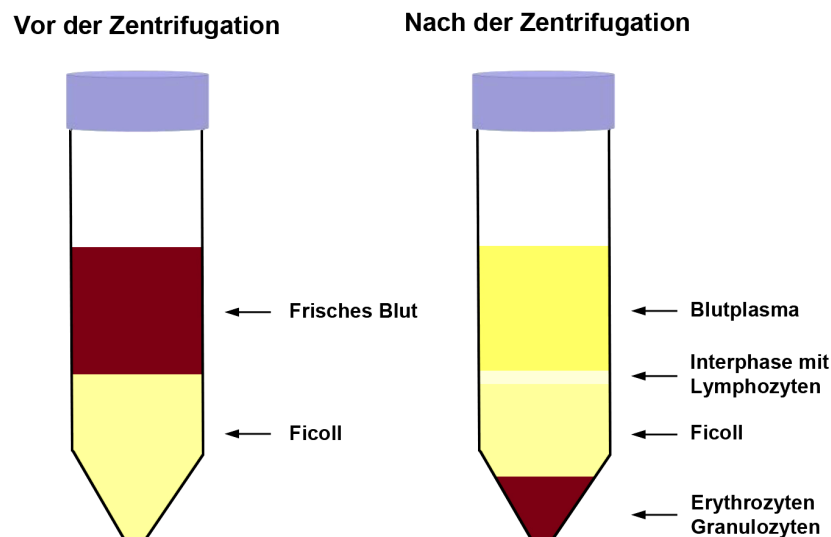 Vor der Zentrifugation
Nach der Zentrifugation
Frisches Blut
Ficoll
Blutplasma
Interphase mit
Lymphozyten
Ficoll
Erythrozyten
Granulozyten